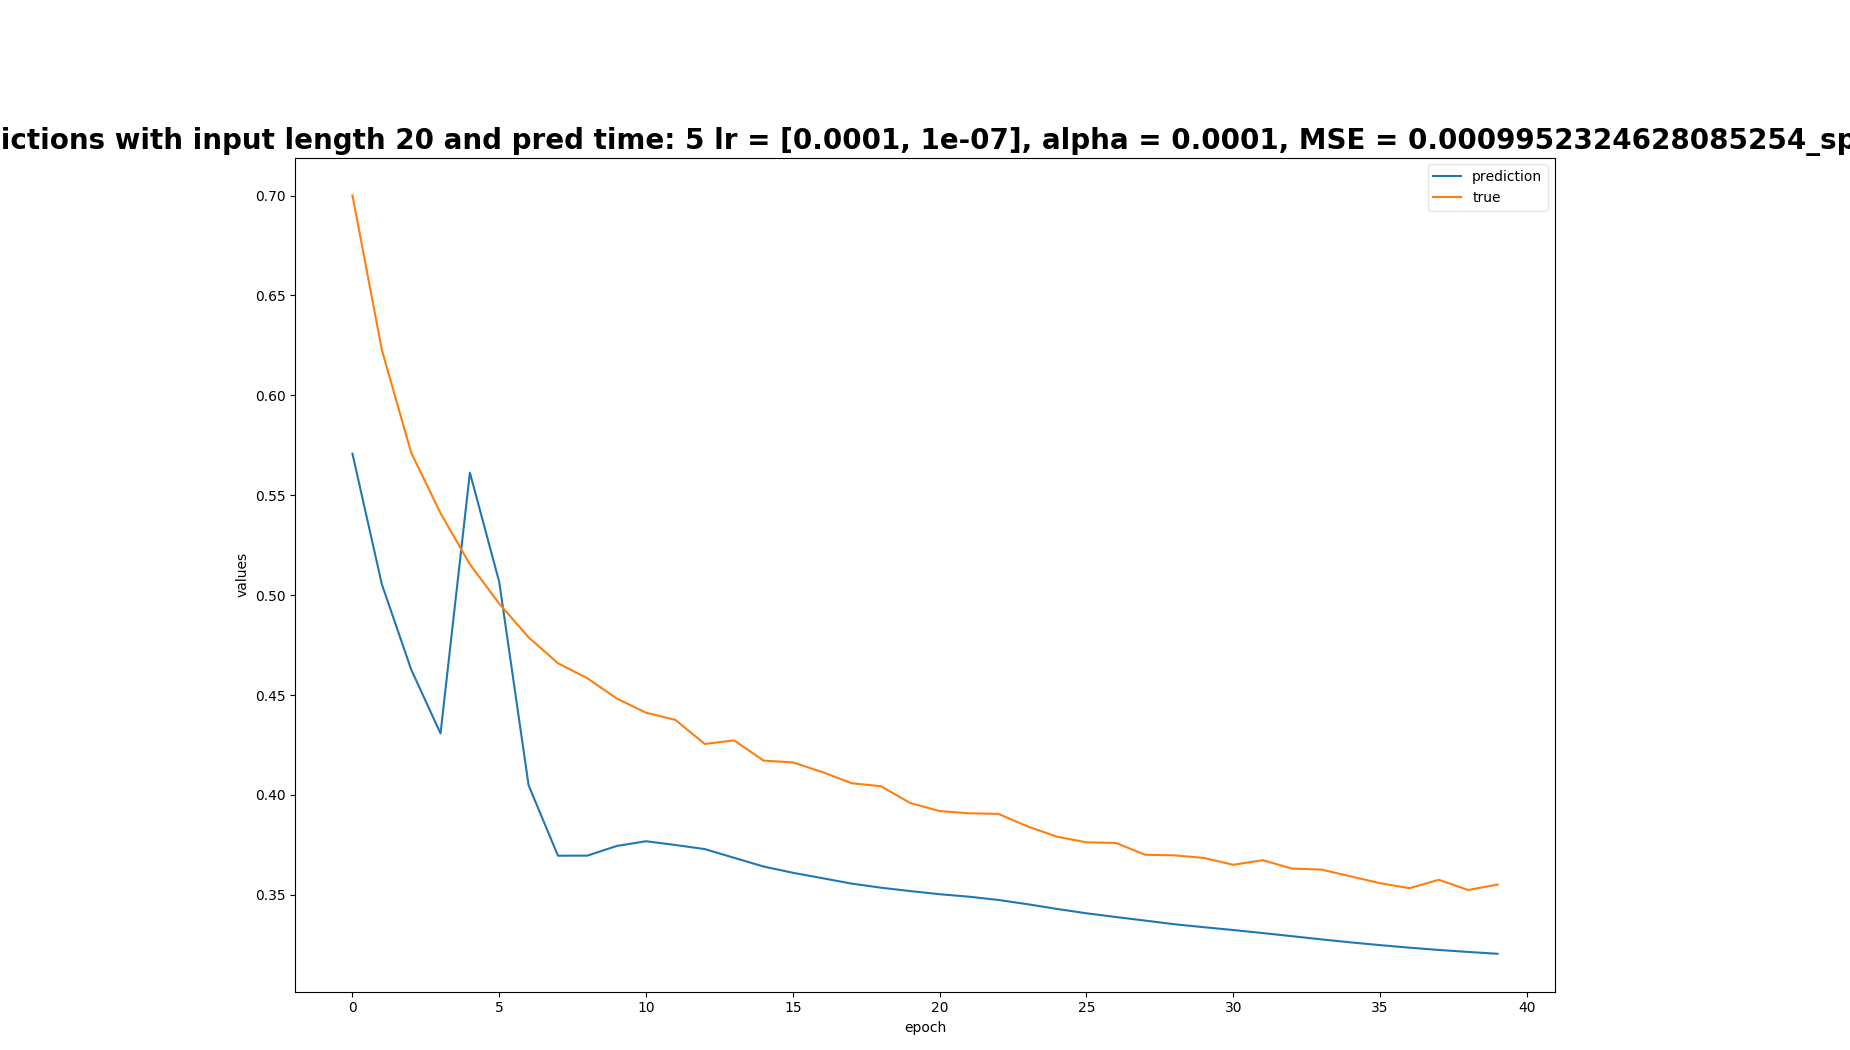 ictions with input length 20 and pred time: 5 lr = [0.0001, 1e-07], alpha = 0.0001, MSE = 0.0009952324628085254_sp
prediction
true
0.70
0.65
0.60
0.55
0.50
0.45
0.40
0.35
values
0 5 10 15 20 25 30 35 40
epoch